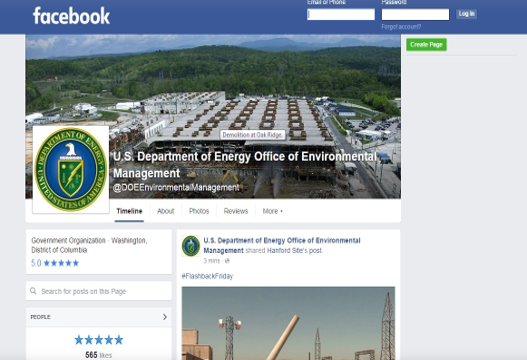 facebook
Email or Phone
Password
Log in
Forgot account?
Create Page
Demolition at Oak Ridge.
DEPARTMENT OF ENERGY
UNITED STATES OF AMERICA
U.S. Department of Energy Office of Environmental
Management
@DOEEnvironmentalManagement
Timeline About Photos Reviews More
Government Organization · Washington,
District of Columbia
5.0
Search for posts on this Page
PEOPLE
565 likes
U.S. Department of Energy Office of Environmental
Management shared Hanford Site's post.
3 mins ·
#FlashbackFriday